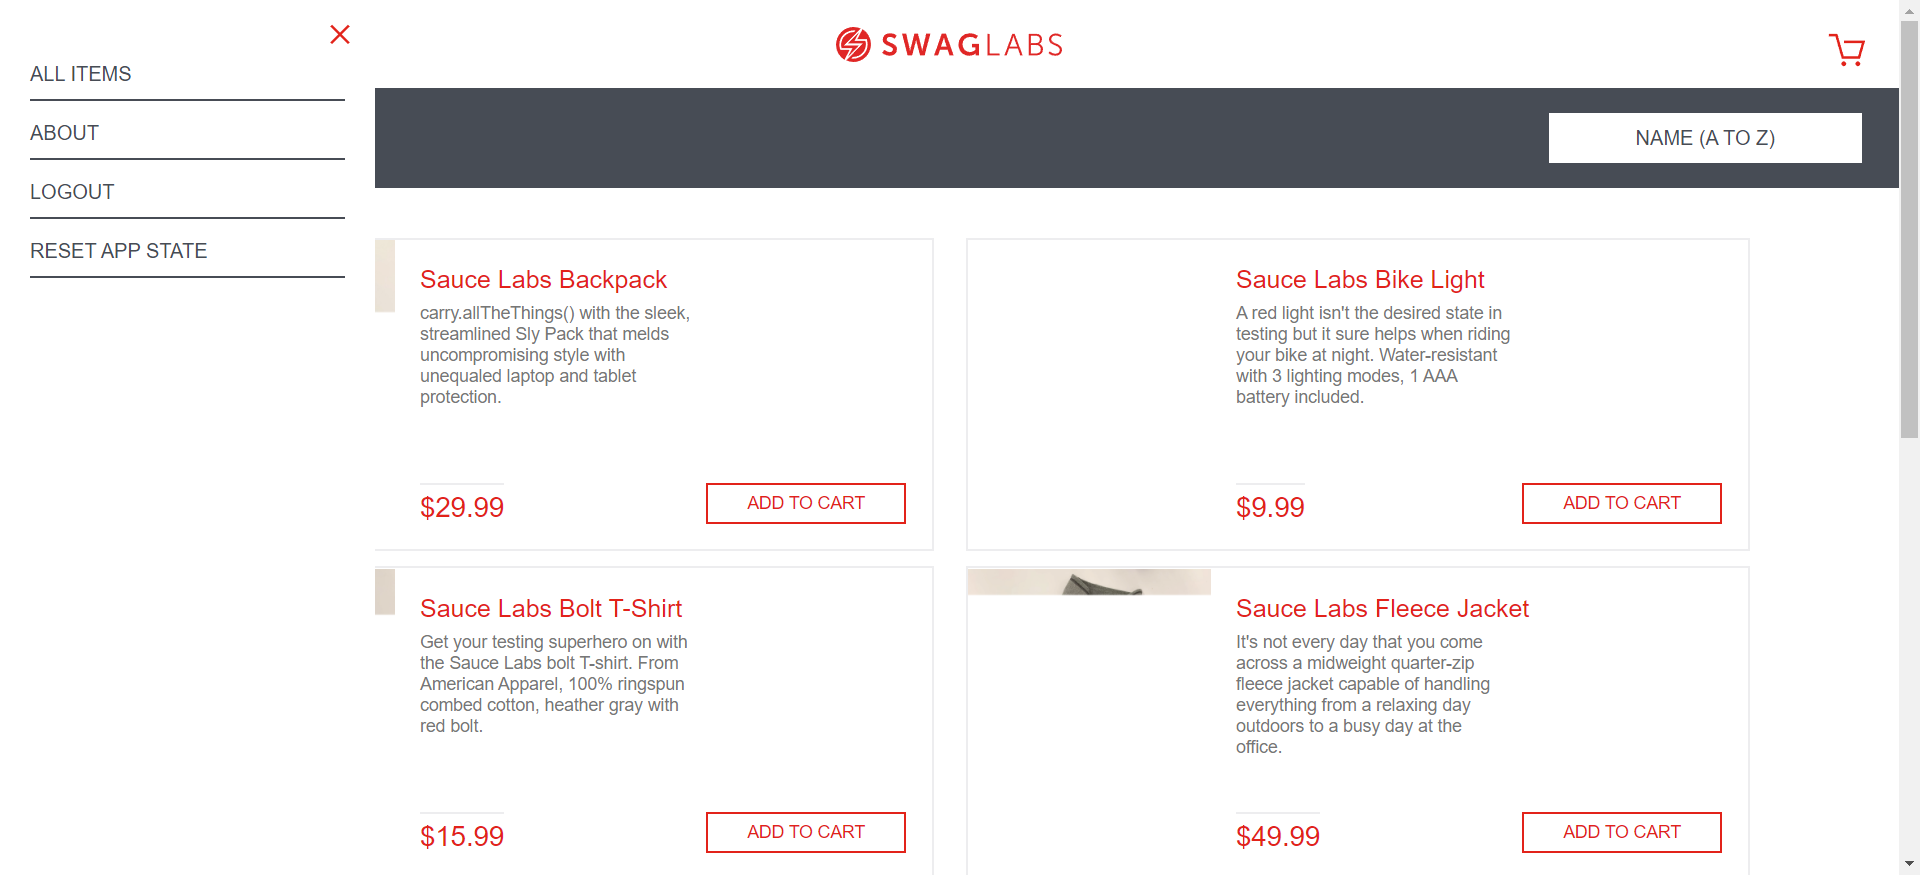 ALL ITEMS
ABOUT
LOGOUT
RESET APP STATE
SWAGLABS
NAME (A TO Z)
Sauce Labs Backpack
carry.allTheThings() with the sleek,
streamlined Sly Pack that melds
uncompromising style with
unequaled laptop and tablet
protection.
$29.99
ADD TO CART
Sauce Labs Bike Light
A red light isn't the desired state in
testing but it sure helps when riding
your bike at night. Water-resistant
with 3 lighting modes, 1 AAA
battery included.
$9.99
ADD TO CART
Sauce Labs Bolt T-Shirt
Get your testing superhero on with
the Sauce Labs bolt T-shirt. From
American Apparel, 100% ringspun
combed cotton, heather gray with
red bolt.
$15.99
ADD TO CART
Sauce Labs Fleece Jacket
It's not every day that you come
across a midweight quarter-zip
fleece jacket capable of handling
everything from a relaxing day
outdoors to a busy day at the
office.
$49.99
ADD TO CART